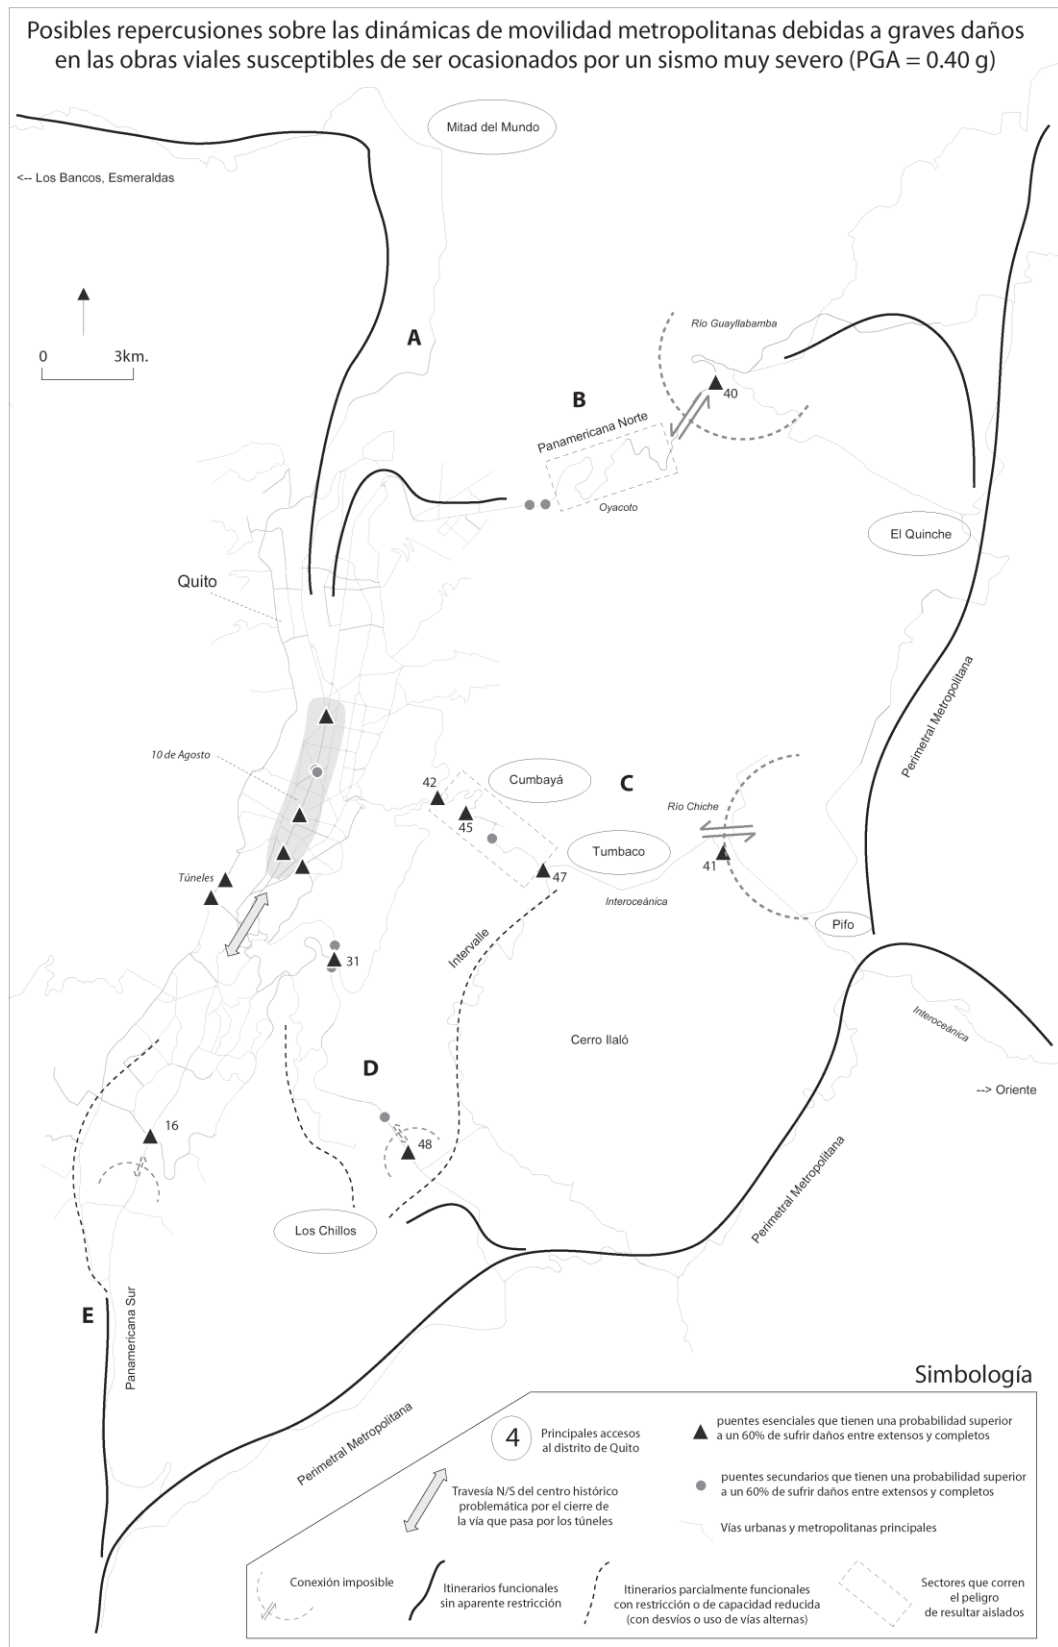 Posibles repercusiones sobre las dinámicas de movilidad metropolitanas debidas a graves daños
en las obras viales susceptibles de ser ocasionados por un sismo muy severo (PGA = 0.40 g)
Mitad del Mundo
<-- Los Bancos, Esmeraldas
0 3km.
A
Río Guayllabamba
40
B
Panamericana Norte
Oyacoto
El Quinche
Quito
Perimetral Metropolitana
10 de Agosto
42
Cumbayá
C
45
Río Chiche
Tumbaco
41
47
Túneles
Interoceánica
Pifo
31
Intervalle
Interoceánica
Cerro Ilaló
D
--> Oriente
16
48
Perimetral Metropolitana
Los Chillos
E
Panamericana Sur
Perimetral Metropolitana
Simbología
4
Principales accesos
al distrito de Quito
puentes esenciales que tienen una probabilidad superior
a un 60% de sufrir daños entre extensos y completos
Travesía N/S del centro histórico
problemática por el cierre de
la vía que pasa por los túneles
puentes secundarios que tienen una probabilidad superior
a un 60% de sufrir daños entre extensos y completos
Vías urbanas y metropolitanas principales
Conexión imposible
Itinerarios funcionales
sin aparente restricción
Itinerarios parcialmente funcionales
con restricción o de capacidad reducida
(con desvíos o uso de vías alternas)
Sectores que corren
el peligro
de resultar aislados